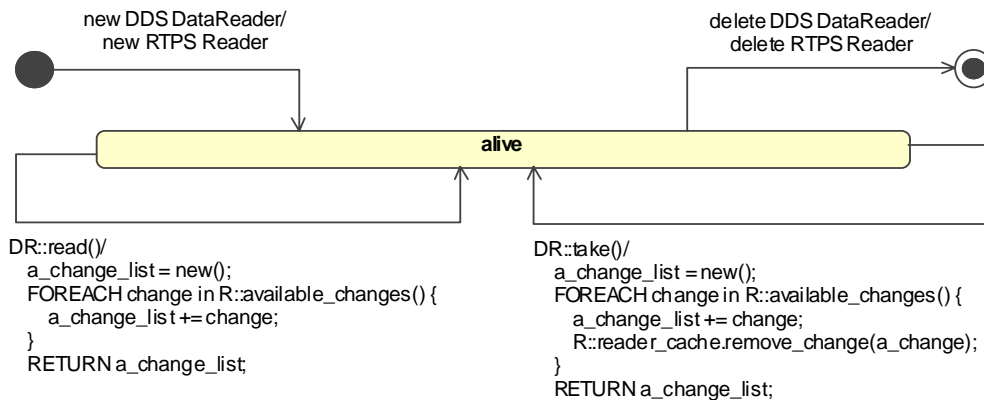 new DDS DataReader/
new RTPS Reader
delete DDS DataReader/
delete RTPS Reader
alive
DR::read()/
a_change_list = new();
FOREACH change in R::available_changes() {
a_change_list += change;
}
RETURN a_change_list;
DR::take()/
a_change_list = new();
FOREACH change in R::available_changes() {
a_change_list += change;
R::reader_cache.remove_change(a_change);
}
RETURN a_change_list;